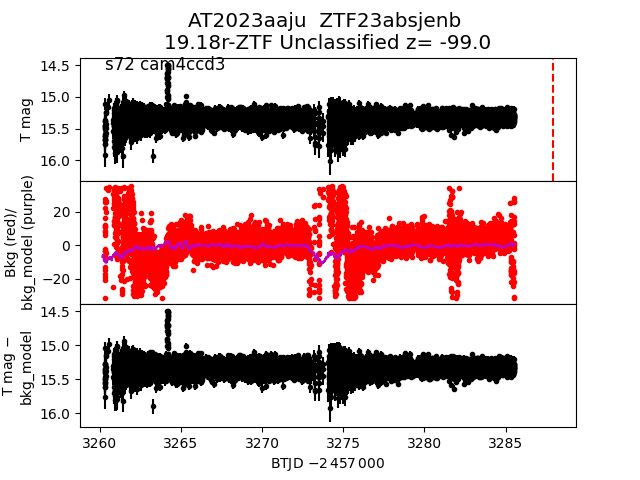 AT2023aaju  ZTF23absjenb
19.18r-ZTF Unclassified z= -99.0
s72 cam4ccd3
14.5
15.0
15.5
16.0
T mag
20
0
−20
Bkg (red)/
bkg_model (purple)
14.5
15.0
15.5
16.0
T mag −
bkg_model
3260
3265
3270
3275
3280
3285
BTJD −2 457 000